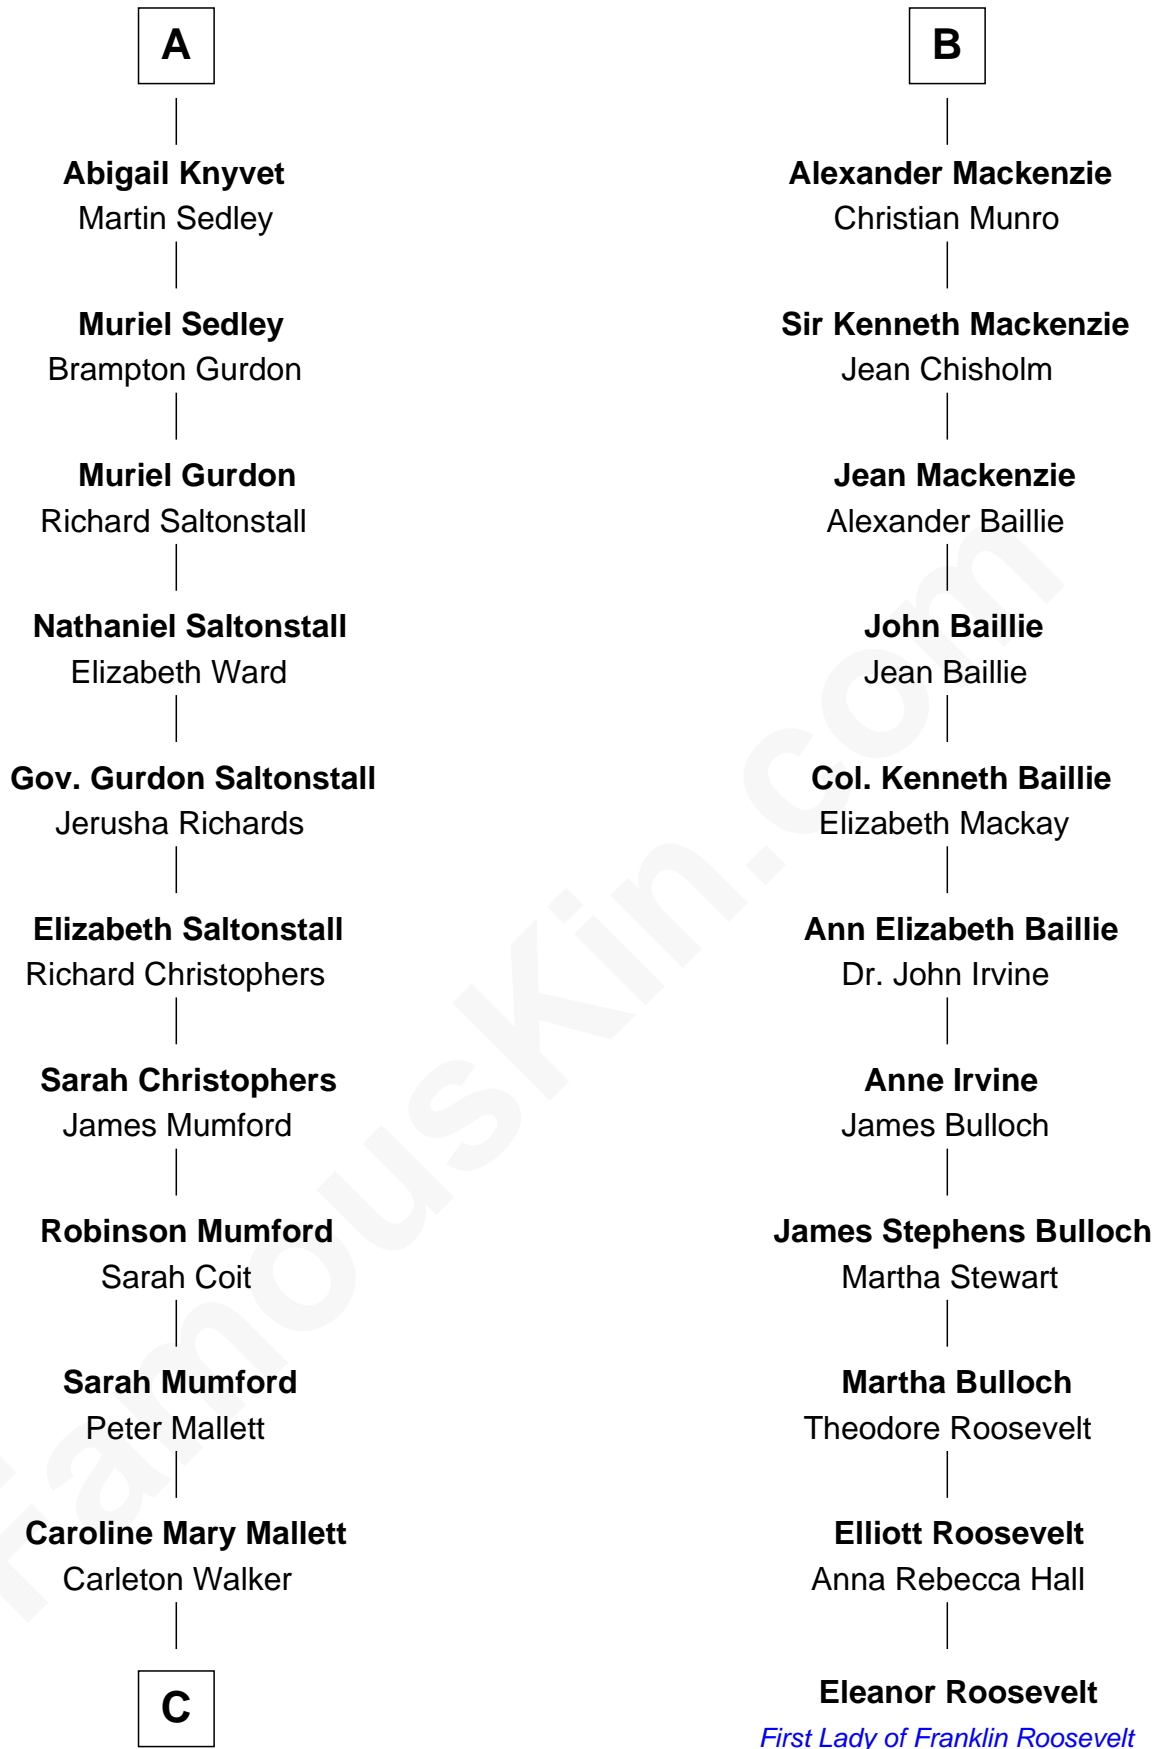 A
Abigail Knyvet
Martin Sedley
Muriel Sedley
Brampton Gurdon
Muriel Gurdon
Richard Saltonstall
Nathaniel Saltonstall
Elizabeth Ward
Gov. Gurdon Saltonstall
Jerusha Richards
Elizabeth Saltonstall
Richard Christophers
Sarah Christophers
James Mumford
Robinson Mumford
Sarah Coit
Sarah Mumford
Peter Mallett
Caroline Mary Mallett
Carleton Walker
C
B
Alexander Mackenzie
Christian Munro
Sir Kenneth Mackenzie
Jean Chisholm
Jean Mackenzie
Alexander Baillie
John Baillie
Jean Baillie
Col. Kenneth Baillie
Elizabeth Mackay
Ann Elizabeth Baillie
Dr. John Irvine
Anne Irvine
James Bulloch
James Stephens Bulloch
Martha Stewart
Martha Bulloch
Theodore Roosevelt
Elliott Roosevelt
Anna Rebecca Hall
Eleanor Roosevelt
First Lady of Franklin Roosevelt
FamousKin.com